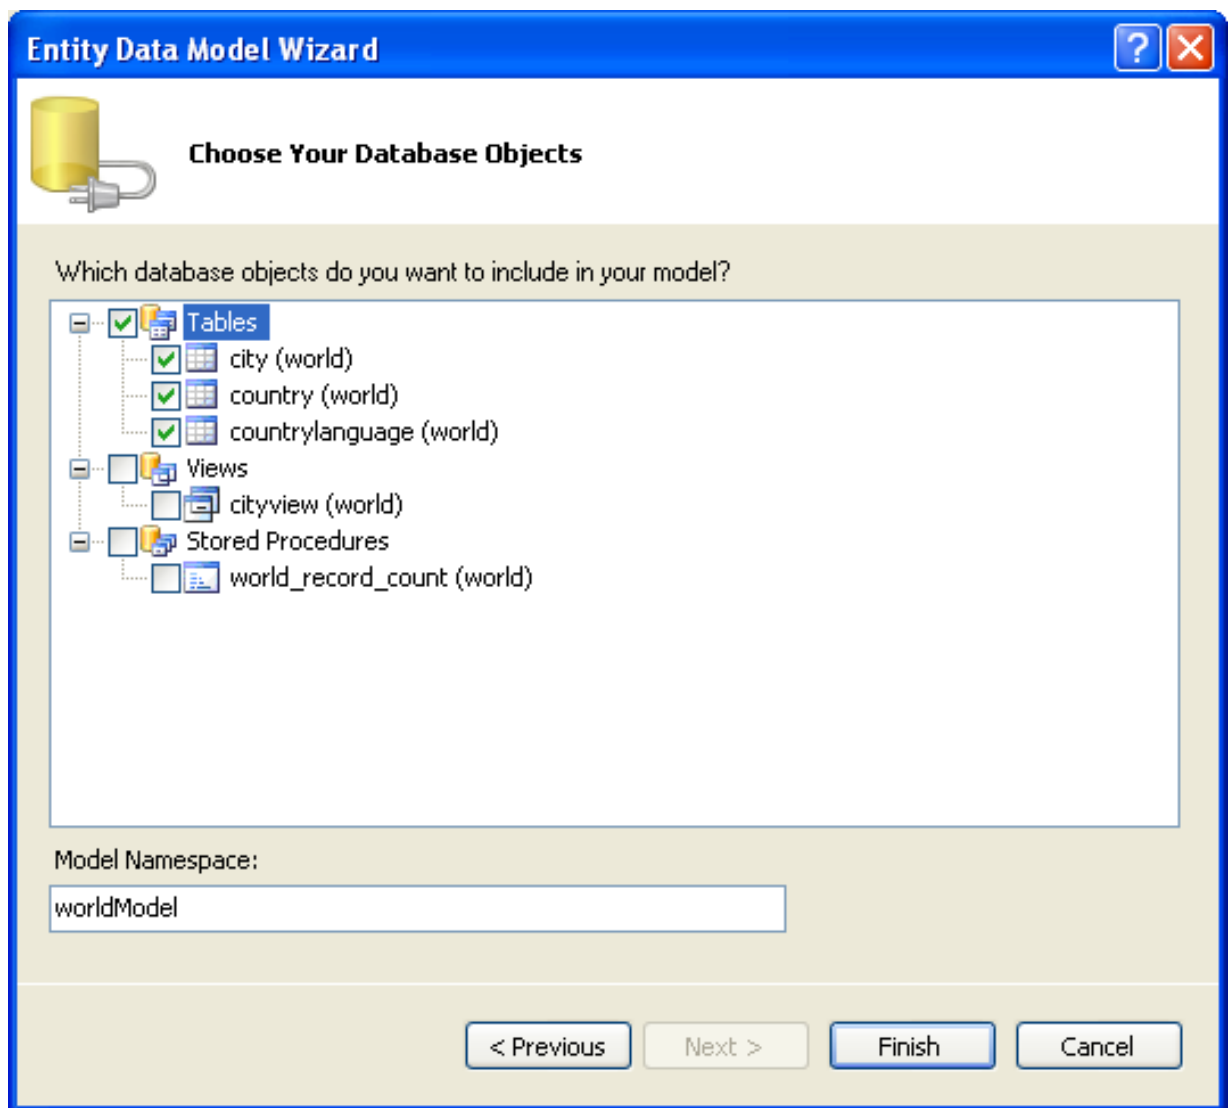 Entity Data Model Wizard
Choose Your Database Objects
Which database objects do you want to include in your model?
Tables
city (world)
country (world)
countrylanguage (world)
Views
cityview (world)
Stored Procedures
world_record_count (world)
Model Namespace:
worldModel
< Previous Next > Finish Cancel